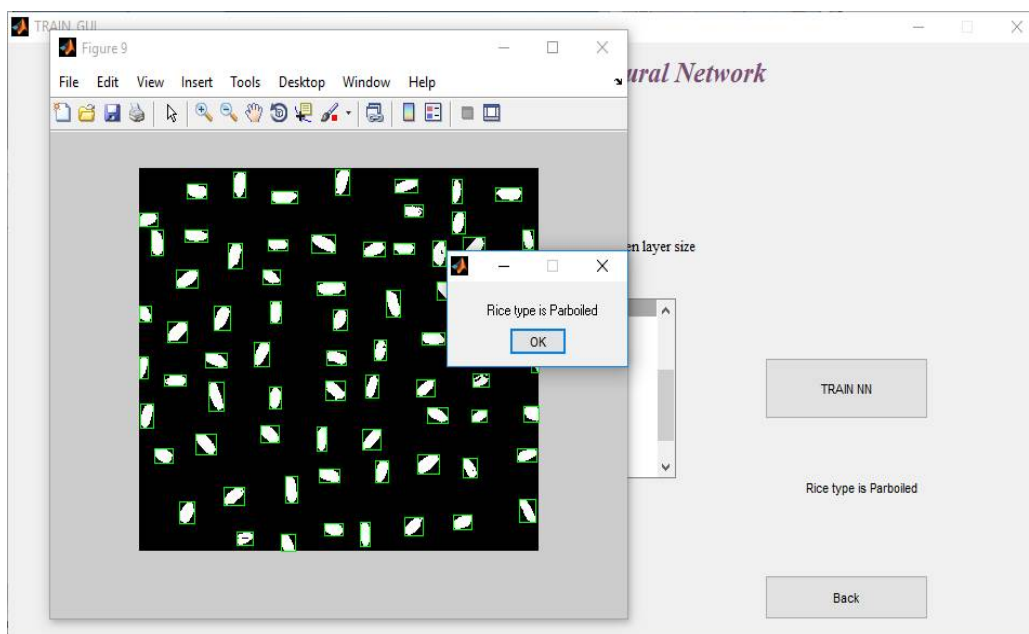 TRAIN_GUI
Figure 9
File Edit View Insert Tools Desktop Window Help
ural Network
en layer size
Rice type is Parboiled
OK
TRAIN NN
Rice type is Parboiled
Back